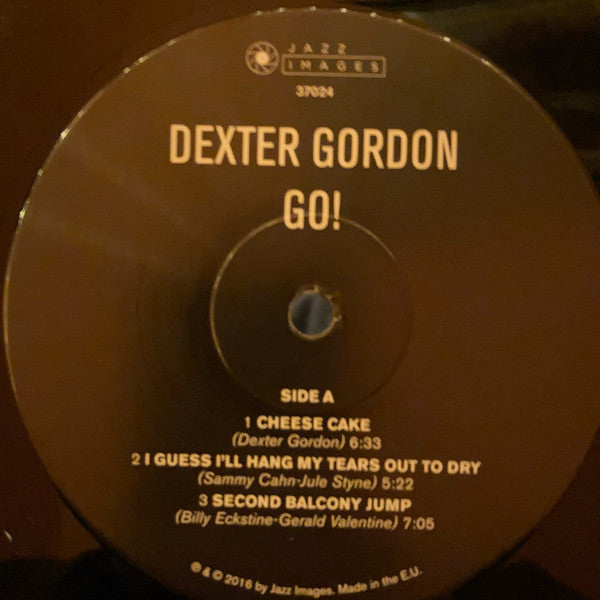 JAZZ
IMAGES
37024
DEXTER GORDON
GO!
SIDE A
1 CHEESE CAKE
(Dexter Gordon) 6:33
2 I GUESS I'LL HANG MY TEARS OUT TO DRY
(Sammy Cahn-Jule Styne) 5:22
3 SECOND BALCONY JUMP
(Billy Eckstine-Gerald Valentine) 7:05
℗ & © 2016 by Jazz Images. Made in the E.U.